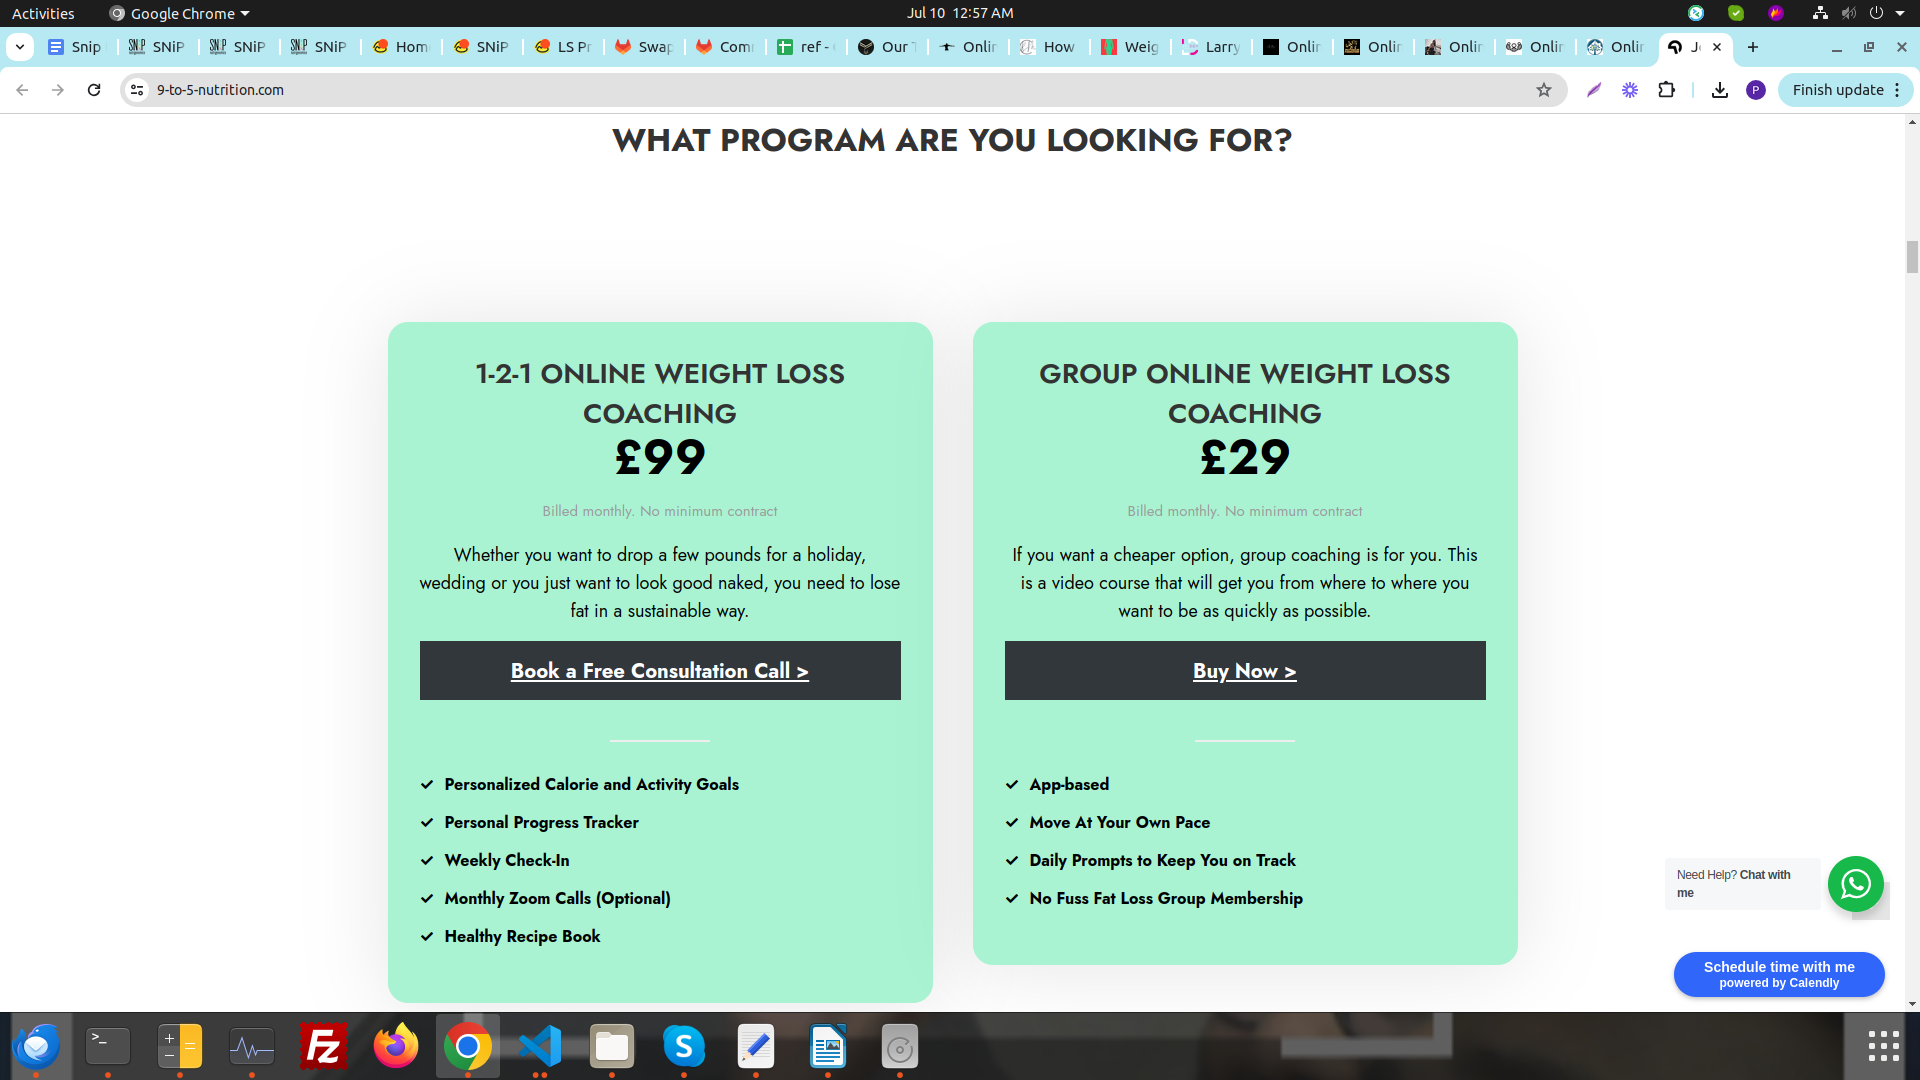 Activities
Google Chrome
Jul 10 12:57 AM
Snip
SNiP
SNiP
SNiP
Hom
SNiP
LS Pr
Swap
Com
ref -
Our T
Onlin
How
Weig
Larry
Onlin
Onlin
Onlin
Onlin
Onlin
9-to-5-nutrition.com
P
Finish update
WHAT PROGRAM ARE YOU LOOKING FOR?
1-2-1 ONLINE WEIGHT LOSS
COACHING
£99
Billed monthly. No minimum contract
Whether you want to drop a few pounds for a holiday,
wedding or you just want to look good naked, you need to lose
fat in a sustainable way.
Book a Free Consultation Call >
Personalized Calorie and Activity Goals
Personal Progress Tracker
Weekly Check-In
Monthly Zoom Calls (Optional)
Healthy Recipe Book
GROUP ONLINE WEIGHT LOSS
COACHING
£29
Billed monthly. No minimum contract
If you want a cheaper option, group coaching is for you. This
is a video course that will get you from where to where you
want to be as quickly as possible.
Buy Now >
App-based
Move At Your Own Pace
Daily Prompts to Keep You on Track
No Fuss Fat Loss Group Membership
Need Help? Chat with
me
Schedule time with me
powered by Calendly